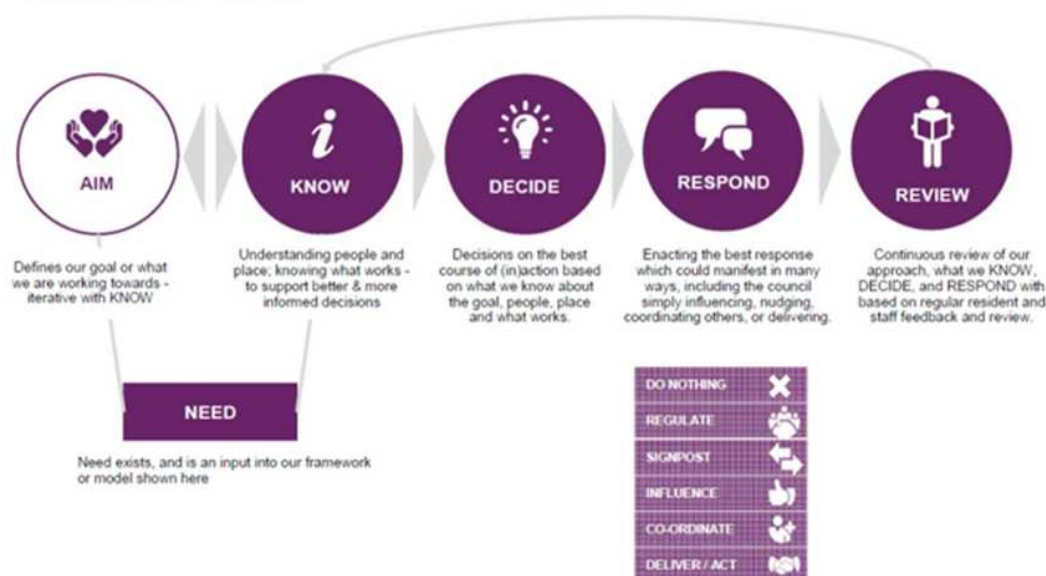 AIM
KNOW
DECIDE
RESPOND
REVIEW
Defines our goal or what
we are working towards -
iterative with KNOW
Understanding people and
place; knowing what works -
to support better & more
informed decisions
Decisions on the best
course of (in)action based
on what we know about
the goal, people, place
and what works.
Enacting the best response
which could manifest in many
ways, including the council
simply influencing, nudging,
coordinating others, or delivering.
Continuous review of our
approach, what we KNOW,
DECIDE, and RESPOND with
based on regular resident and
staff feedback and review.
NEED
Need exists, and is an input into our framework
or model shown here
DO NOTHING
REGULATE
SIGNPOST
INFLUENCE
CO-ORDINATE
DELIVER / ACT